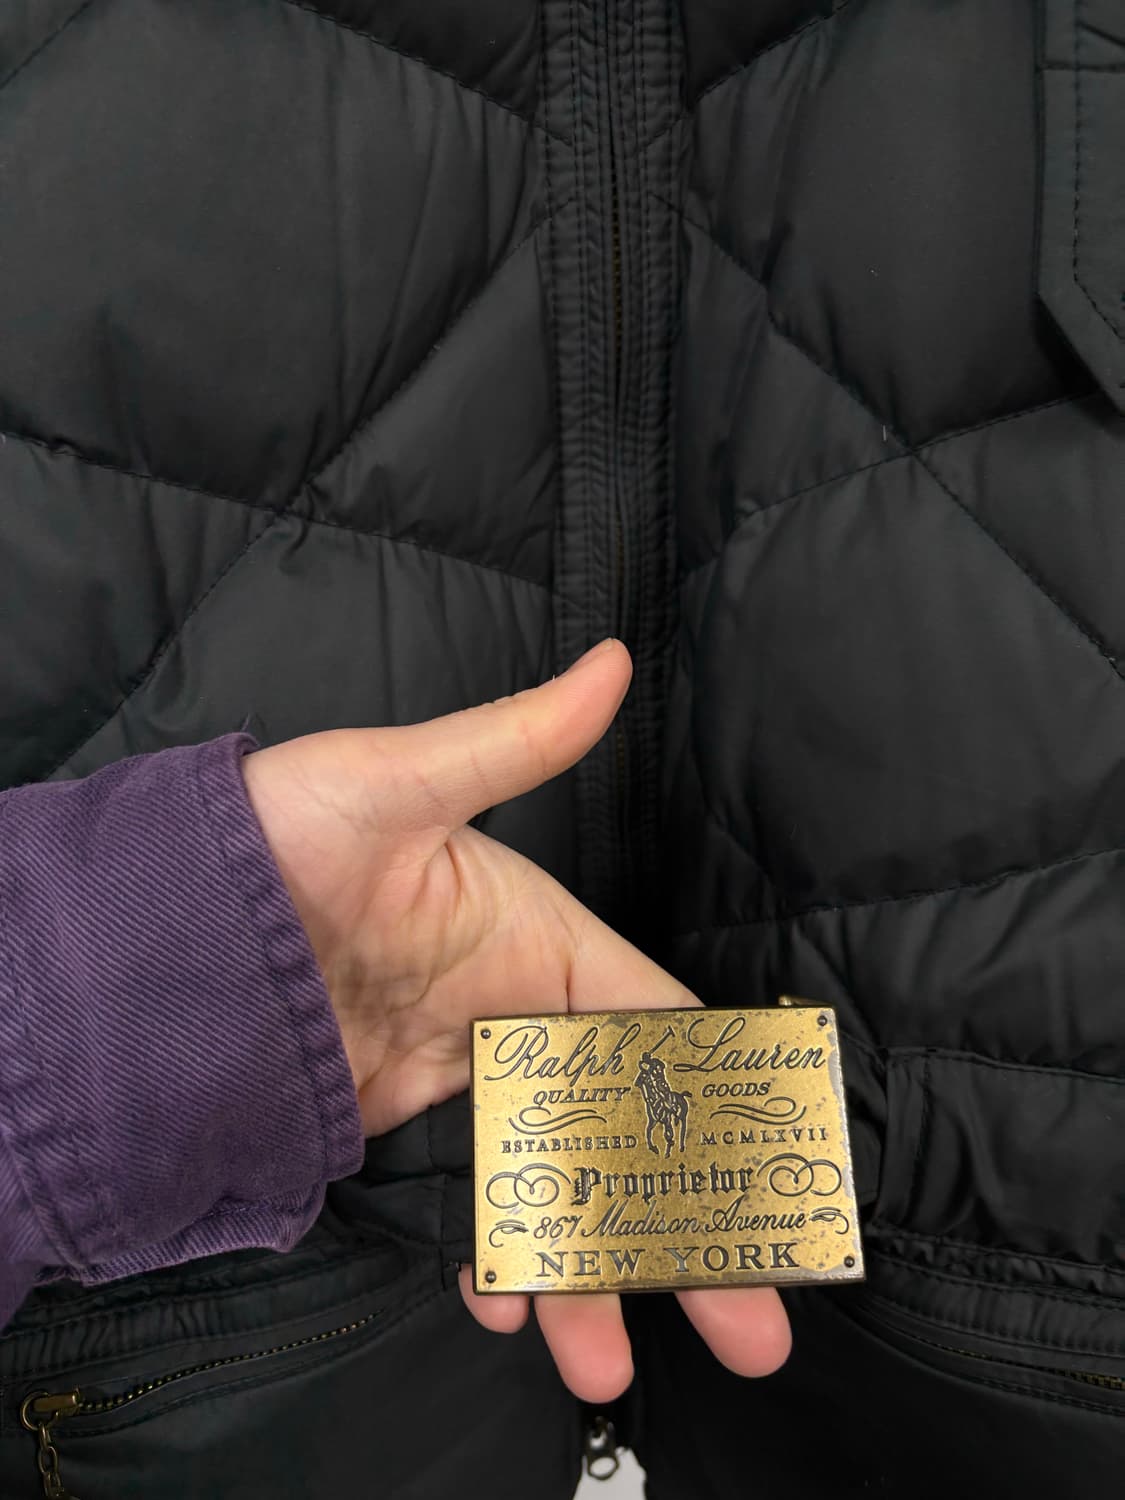 Ralph Lauren
QUALITY GOODS
ESTABLISHED MCMLXVII
Proprietor
867 Madison Avenue
NEW YORK